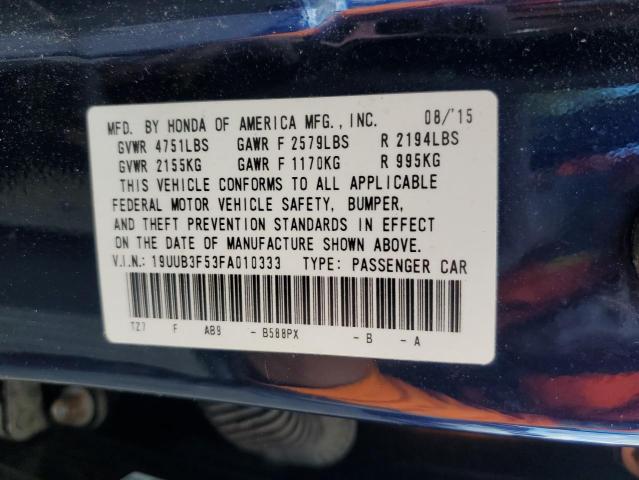 MFD. BY HONDA OF AMERICA MFG., INC. 08/'15
GVWR 4751LBS GAWR F 2579LBS R 2194LBS
GVWR 2155KG GAWR F 1170KG R 995KG
THIS VEHICLE CONFORMS TO ALL APPLICABLE
FEDERAL MOTOR VEHICLE SAFETY, BUMPER,
AND THEFT PREVENTION STANDARDS IN EFFECT
ON THE DATE OF MANUFACTURE SHOWN ABOVE.
V.I.N.: 19UUB3F53FA010333 TYPE: PASSENGER CAR
TZ7 F AB9 - B588PX - B - A